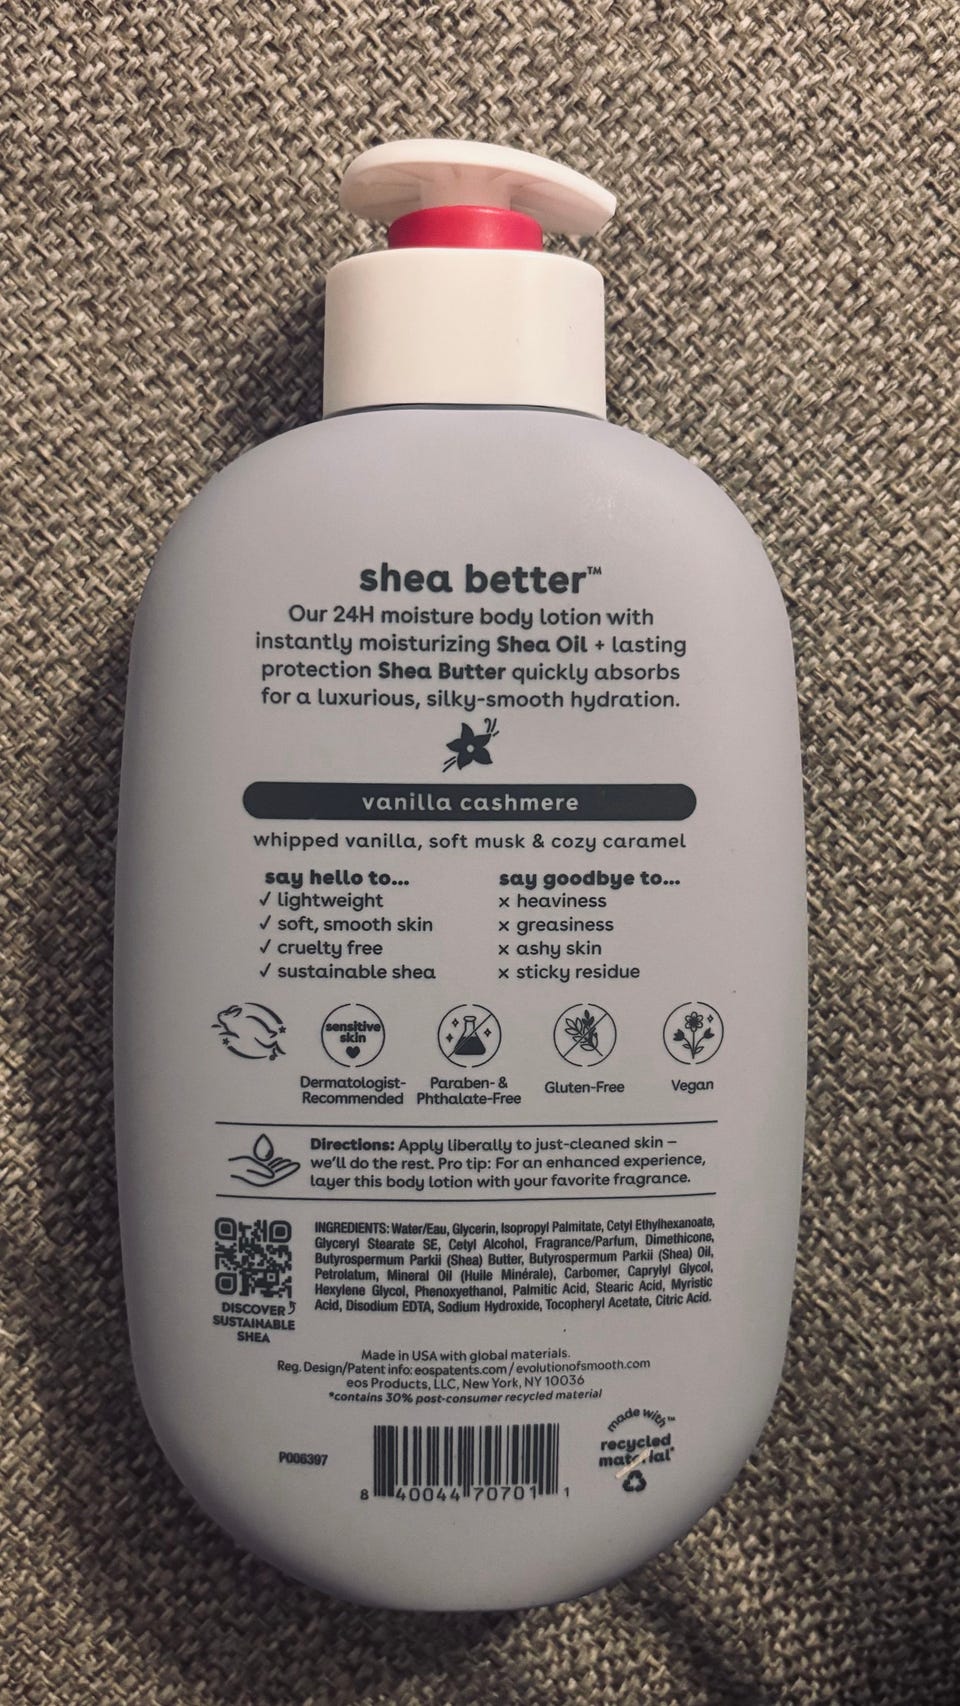 shea better™
Our 24H moisture body lotion with
instantly moisturizing Shea Oil + lasting
protection Shea Butter quickly absorbs
for a luxurious, silky-smooth hydration.
vanilla cashmere
whipped vanilla, soft musk & cozy caramel
say hello to...
✓ lightweight
✓ soft, smooth skin
✓ cruelty free
✓ sustainable shea
say goodbye to...
× heaviness
× greasiness
× ashy skin
× sticky residue
sensitive
skin
Dermatologist-
Recommended
Paraben- &
Phthalate-Free
Gluten-Free
Vegan
Directions: Apply liberally to just-cleaned skin –
we'll do the rest. Pro tip: For an enhanced experience,
layer this body lotion with your favorite fragrance.
DISCOVER
SUSTAINABLE
SHEA
INGREDIENTS: Water/Eau, Glycerin, Isopropyl Palmitate, Cetyl Ethylhexanoate,
Glyceryl Stearate SE, Cetyl Alcohol, Fragrance/Parfum, Dimethicone,
Butyrospermum Parkii (Shea) Butter, Butyrospermum Parkii (Shea) Oil,
Petrolatum, Mineral Oil (Huile Minérale), Carbomer, Caprylyl Glycol,
Hexylene Glycol, Phenoxyethanol, Palmitic Acid, Stearic Acid, Myristic
Acid, Disodium EDTA, Sodium Hydroxide, Tocopheryl Acetate, Citric Acid.
Made in USA with global materials.
Reg. Design/Patent info: eospatents.com / evolutionofsmooth.com
eos Products, LLC, New York, NY 10036
*contains 30% post-consumer recycled material
P006397
8 40044 70701 1
made with™
recycled
material*